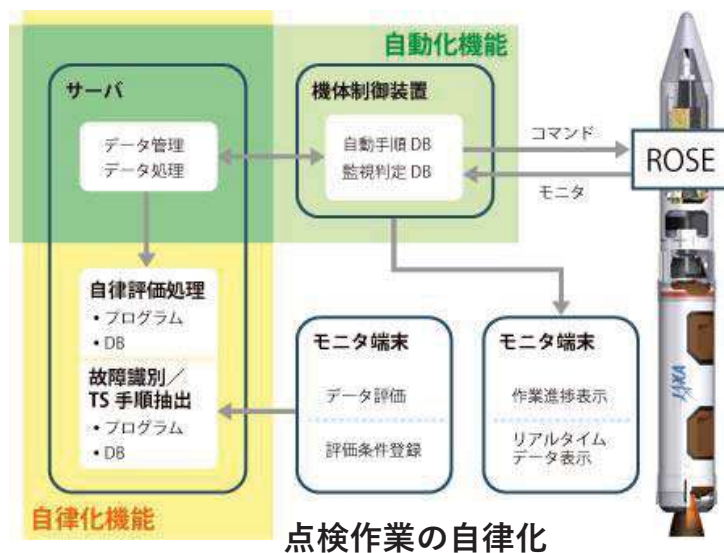 自動化機能
サーバ
データ管理
データ処理
機体制御装置
自動手順 DB
監視判定 DB
コマンド
モニタ
ROSE
自律評価処理
• プログラム
• DB
故障識別／
TS 手順抽出
• プログラム
• DB
モニタ端末
データ評価
評価条件登録
モニタ端末
作業進捗表示
リアルタイム
データ表示
JAXA
自律化機能
点検作業の自律化